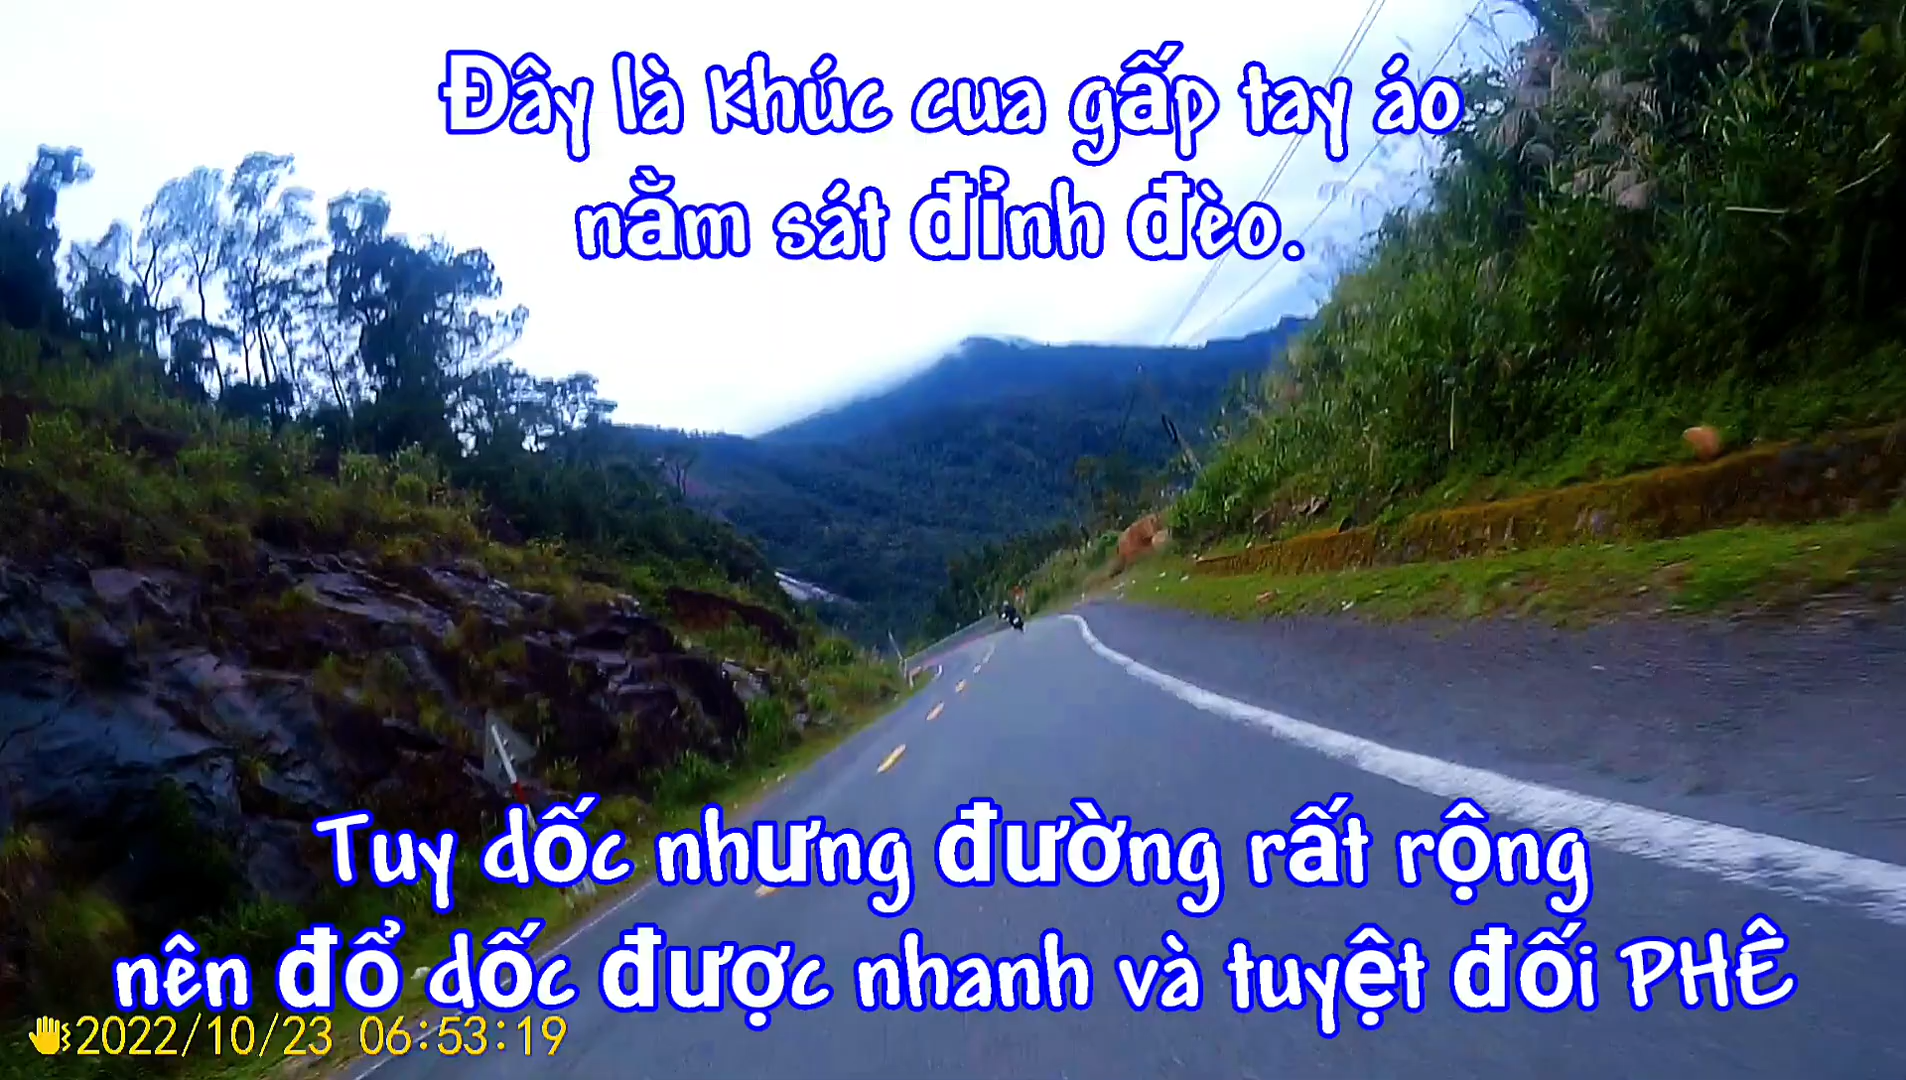 Đây là khúc cua gấp tay áo
nằm sát đỉnh đèo.
Tuy dốc nhưng đường rất rộng
nên đổ dốc được nhanh và tuyệt đối PHÊ
2022/10/23 06:53:19